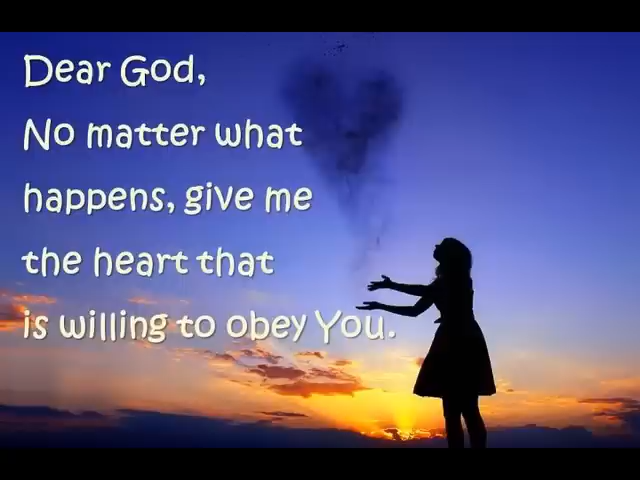 Dear God,
No matter what
happens, give me
the heart that
is willing to obey You.